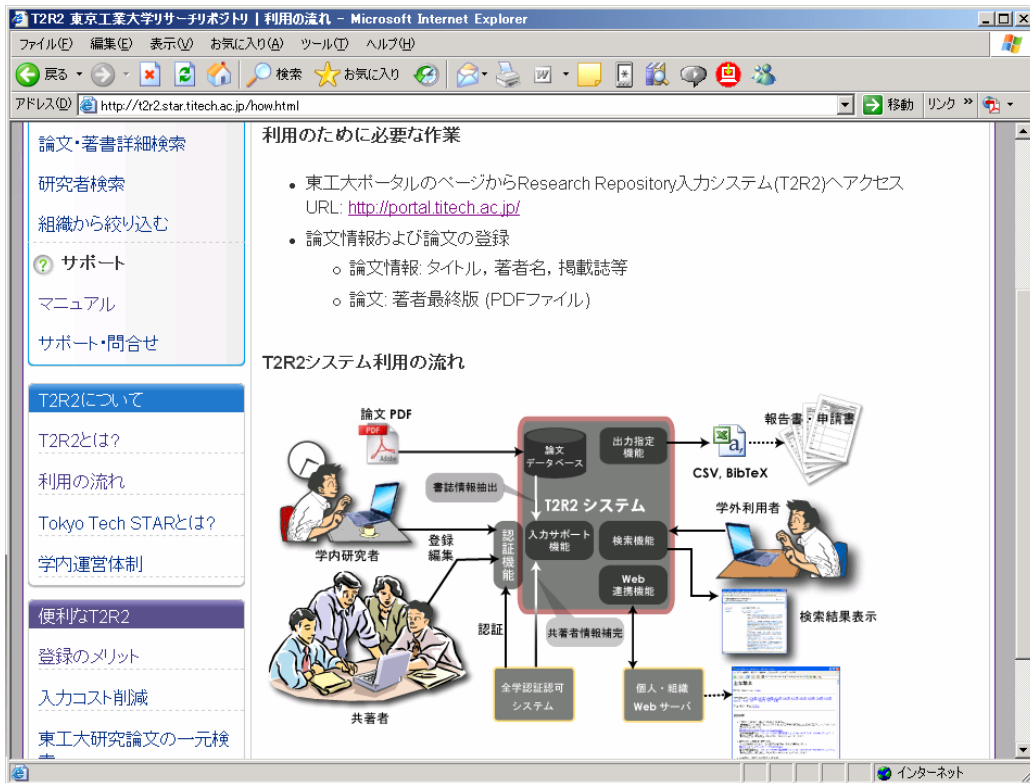 T2R2 東京工業大学リサーチリポジトリ | 利用の流れ - Microsoft Internet Explorer
ファイル(F) 編集(E) 表示(V) お気に入り(A) ツール(T) ヘルプ(H)
戻る 検索 お気に入り
アドレス(D) http://t2r2.star.titech.ac.jp/how.html 移動 リンク »
論文・著書詳細検索
研究者検索
組織から絞り込む
サポート
マニュアル
サポート・問合せ
T2R2について
T2R2とは?
利用の流れ
Tokyo Tech STARとは?
学内運営体制
便利なT2R2
登録のメリット
入力コスト削減
東工大研究論文の一元検
利用のために必要な作業
• 東工大ポータルのページからResearch Repository入力システム(T2R2)へアクセス
URL: http://portal.titech.ac.jp/
• 論文情報および論文の登録
○ 論文情報: タイトル, 著者名, 掲載誌等
○ 論文: 著者最終版 (PDFファイル)
T2R2システム利用の流れ
論文 PDF
PDF
Adobe
論文
データベース
出力指定
機能
a,
CSV, BibTeX
報告書・申請書
書誌情報抽出
T2R2 システム
学外利用者
学内研究者
登録
編集
認証機能
入力サポート
機能
検索機能
Web
連携機能
検索結果表示
認証
共著者情報補完
共著者
全学認証認可
システム
個人・組織
Web サーバ
インターネット